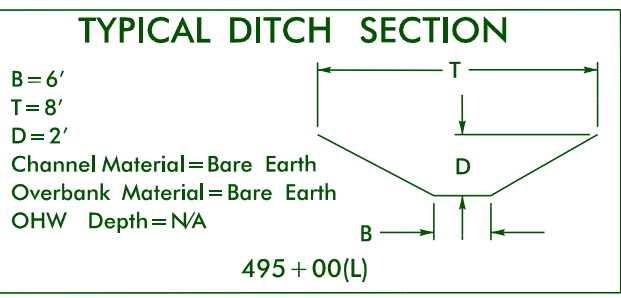 TYPICAL DITCH SECTION
B=6'
T=8'
D=2'
Channel Material=Bare Earth
Overbank Material=Bare Earth
OHW Depth=N/A
T
D
B
495+00(L)